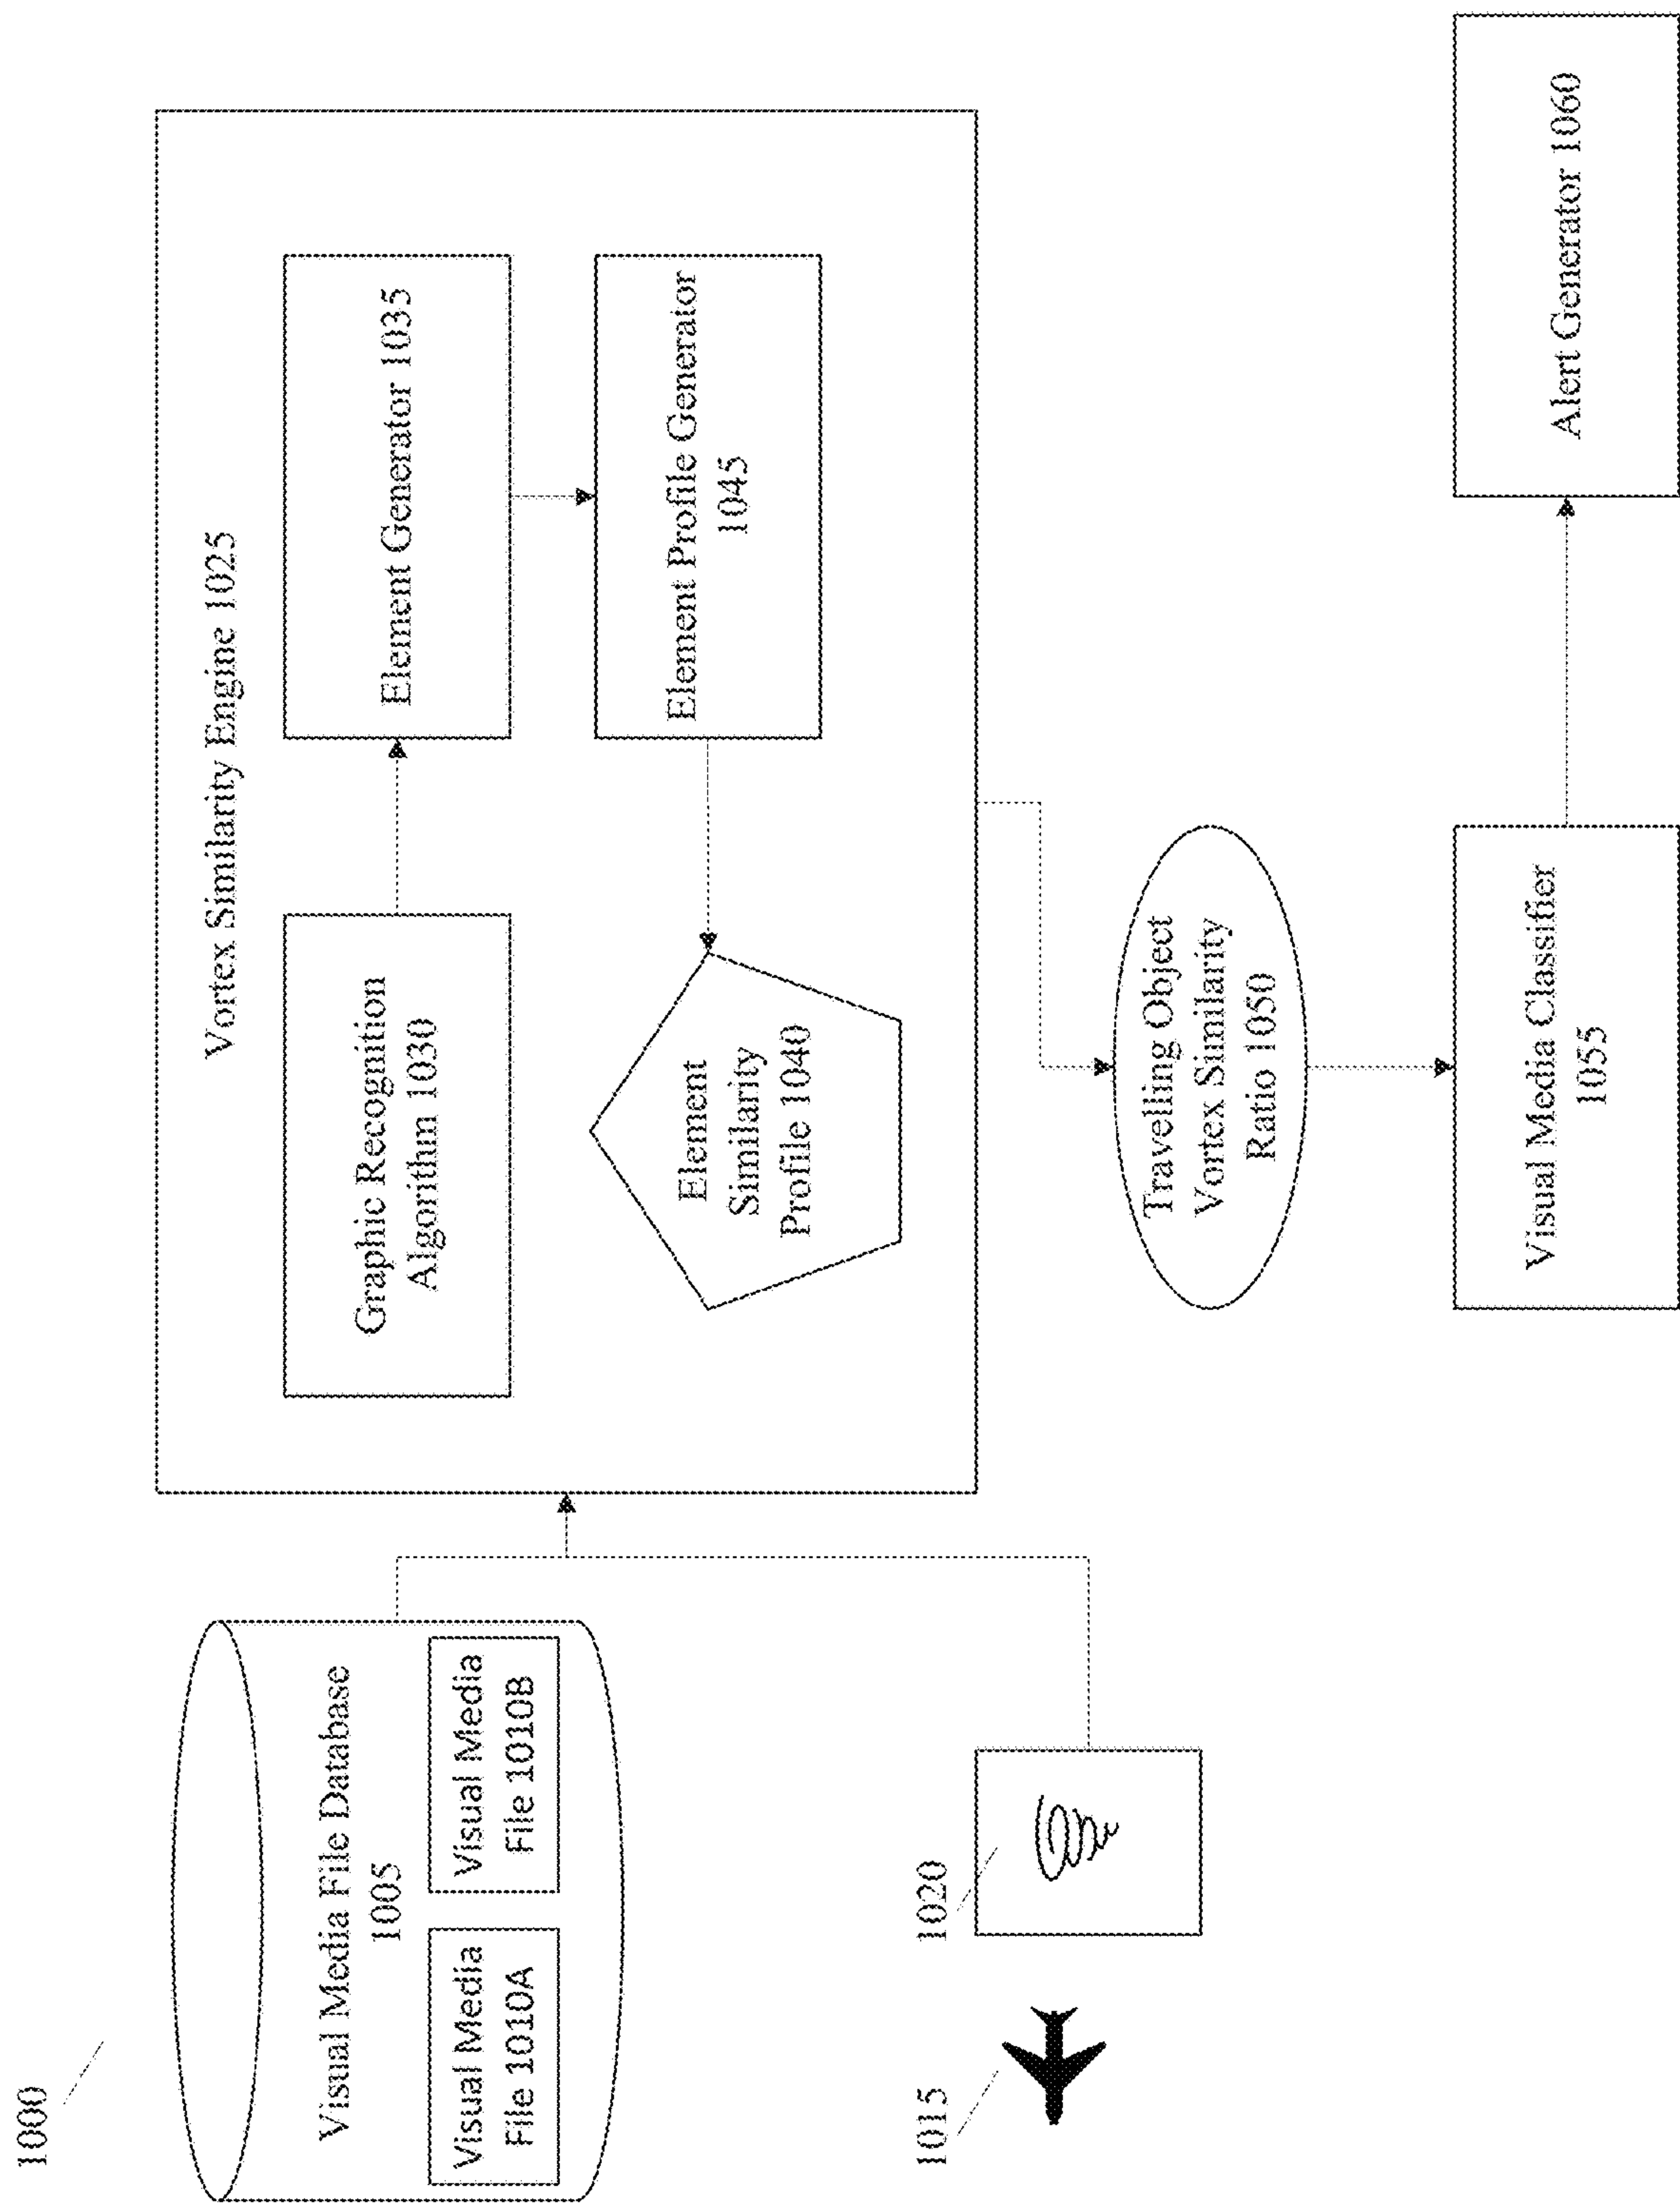 1000
Visual Media File Database
1005
Visual Media
File 1010A
Visual Media
File 1010B
1015
1020
Vortex Similarity Engine 1025
Graphic Recognition
Algorithm 1030
Element Generator 1035
Element
Similarity
Profile 1040
Element Profile Generator
1045
Travelling Object
Vortex Similarity
Ratio 1050
Visual Media Classifier
1055
Alert Generator 1060